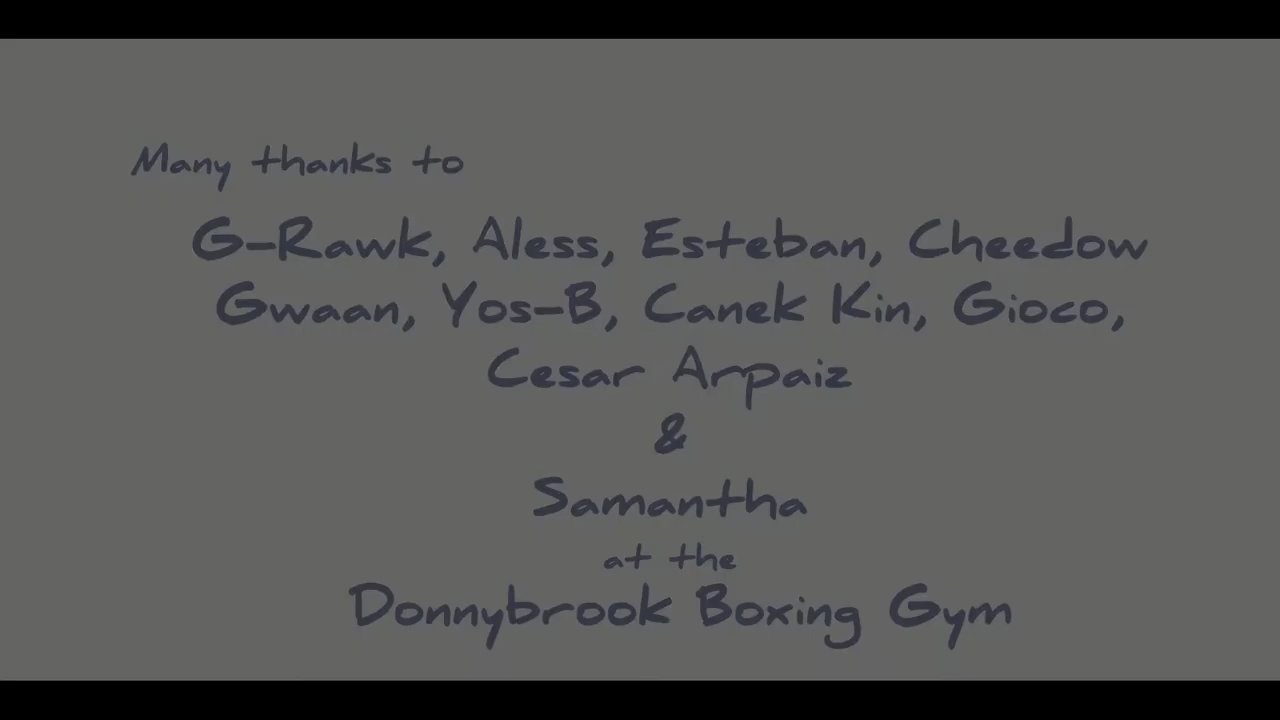 Many thanks to
G-Rawk, Aless, Esteban, Cheedow
Gwaan, Yos-B, Canek Kin, Gioco,
Cesar Arpaiz
&
Samantha
at the
Donnybrook Boxing Gym